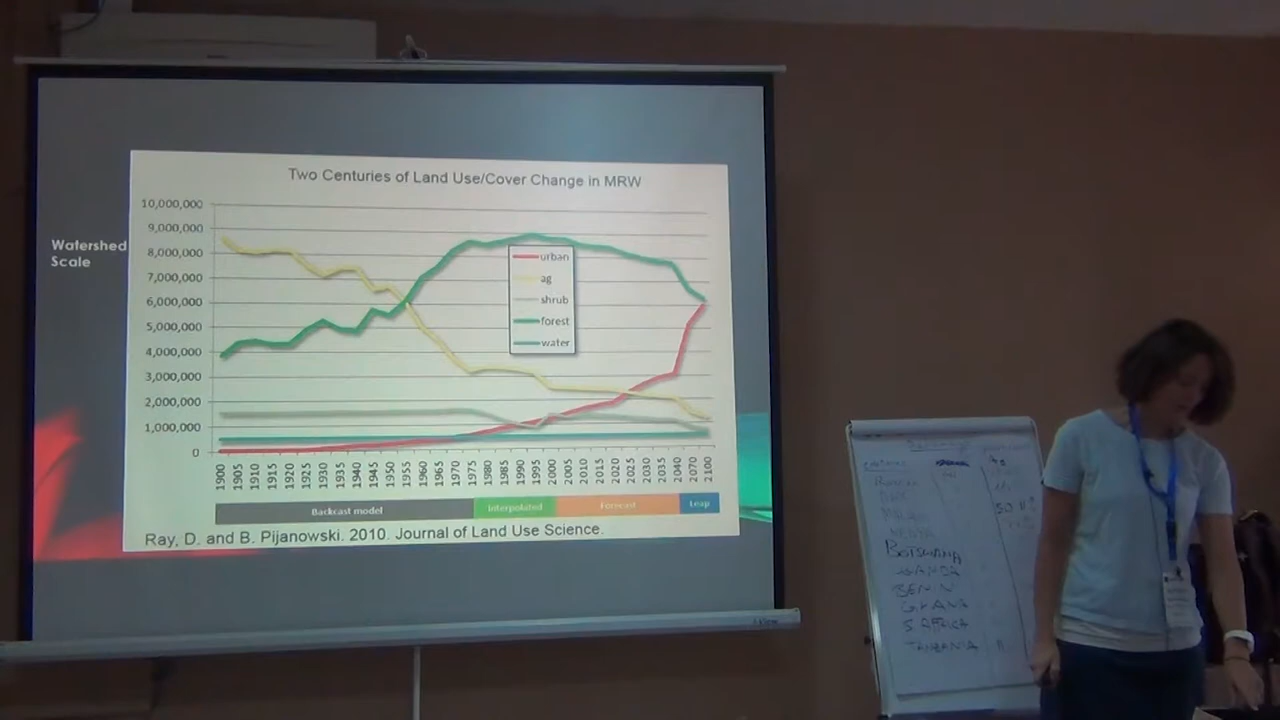 Two Centuries of Land Use/Cover Change in MRW
Watershed
Scale
10,000,000
9,000,000
8,000,000
7,000,000
6,000,000
5,000,000
4,000,000
3,000,000
2,000,000
1,000,000
0
urban
ag
shrub
forest
water
1900 1905 1910 1915 1920 1925 1930 1935 1940 1945 1950 1955 1960 1965 1970 1975 1980 1985 1990 1995 2000 2005 2010 2015 2020 2025 2030 2035 2040 2070 2100
Backcast model Interpolated Forecast Leap
Ray, D. and B. Pijanowski. 2010. Journal of Land Use Science.
BOTSWANA
BENIN
GHANA
S AFRICA
TANZANIA